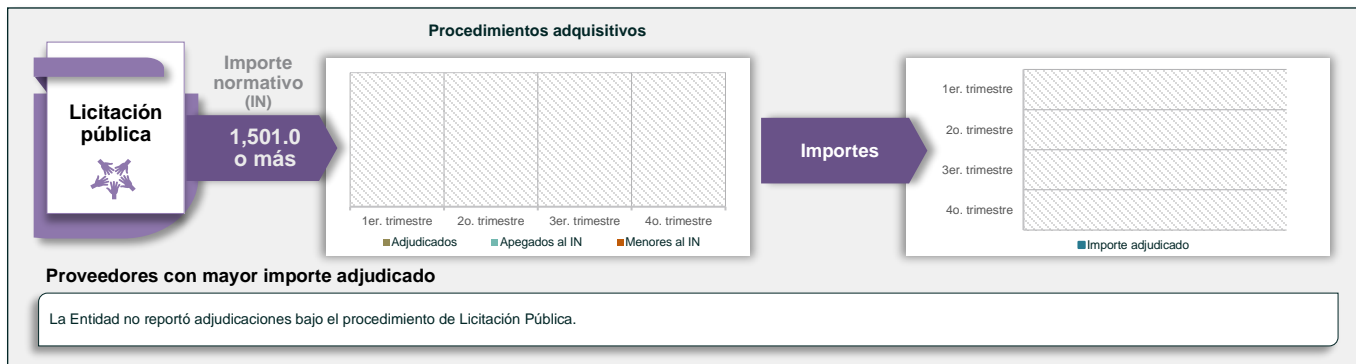 Procedimientos adquisitivos
Licitación
pública
Importe
normativo
(IN)
1,501.0
o más
1er. trimestre
2o. trimestre
3er. trimestre
4o. trimestre
Adjudicados
Apegados al IN
Menores al IN
Importes
1er. trimestre
2o. trimestre
3er. trimestre
4o. trimestre
Importe adjudicado
Proveedores con mayor importe adjudicado
La Entidad no reportó adjudicaciones bajo el procedimiento de Licitación Pública.